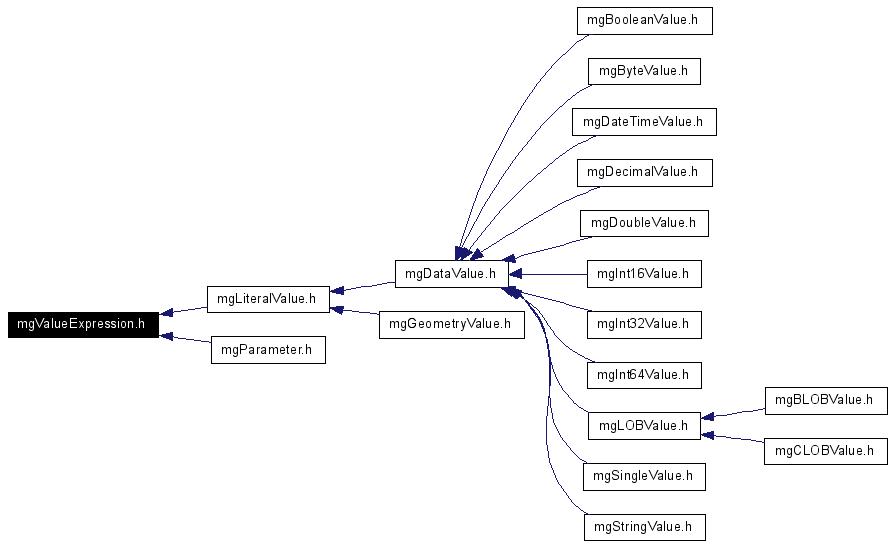 mgBooleanValue.h
mgByteValue.h
mgDateTimeValue.h
mgDecimalValue.h
mgDoubleValue.h
mgDataValue.h
mgInt16Value.h
mgLiteralValue.h
mgValueExpression.h
mgGeometryValue.h
mgInt32Value.h
mgParameter.h
mgInt64Value.h
mgBLOBValue.h
mgLOBValue.h
mgCLOBValue.h
mgSingleValue.h
mgStringValue.h